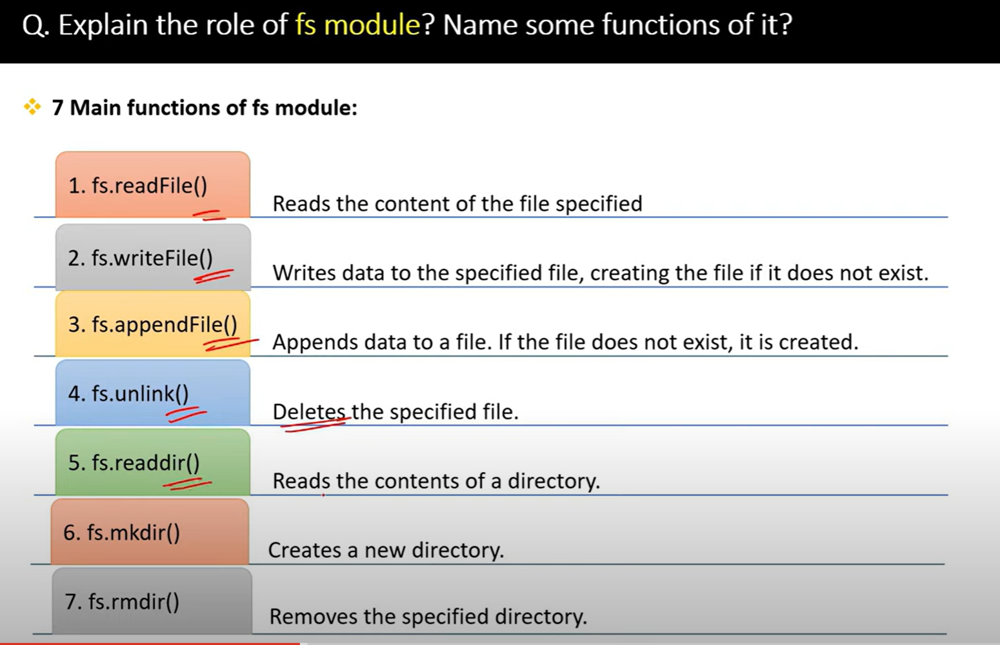 Q. Explain the role of fs module? Name some functions of it?
7 Main functions of fs module:
1. fs.readFile()
Reads the content of the file specified
2. fs.writeFile()
Writes data to the specified file, creating the file if it does not exist.
3. fs.appendFile()
Appends data to a file. If the file does not exist, it is created.
4. fs.unlink()
Deletes the specified file.
5. fs.readdir()
Reads the contents of a directory.
6. fs.mkdir()
Creates a new directory.
7. fs.rmdir()
Removes the specified directory.